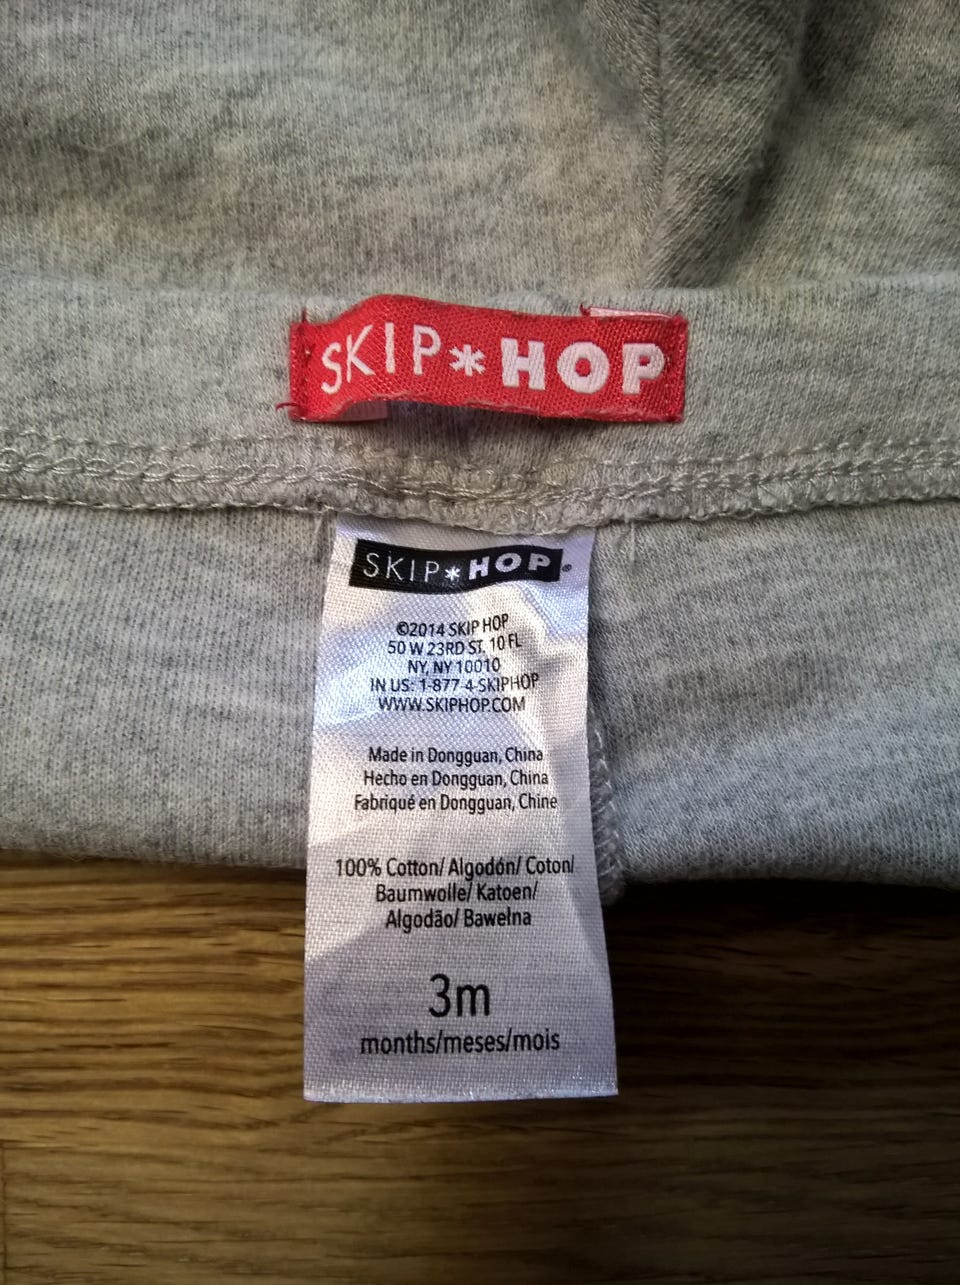 SKIP*HOP
SKIP*HOP®
©2014 SKIP HOP
50 W 23RD ST. 10 FL
NY, NY 10010
IN US: 1-877-4-SKIPHOP
WWW.SKIPHOP.COM
Made in Dongguan, China
Hecho en Dongguan, China
Fabriqué en Dongguan, Chine
100% Cotton/ Algodón/ Coton/
Baumwolle/ Katoen/
Algodão/ Bawełna
3m
months/meses/mois